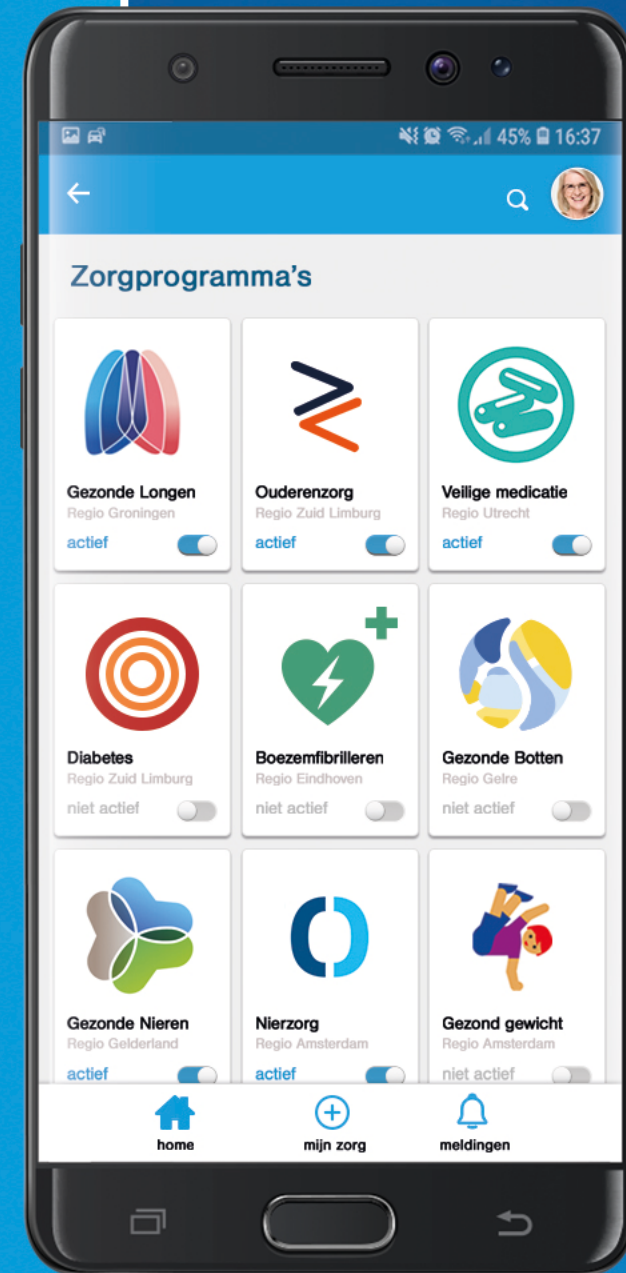 45% 16:37
Zorgprogramma's
Gezonde Longen
Regio Groningen
actief
Ouderenzorg
Regio Zuid Limburg
actief
Veilige medicatie
Regio Utrecht
actief
Diabetes
Regio Zuid Limburg
niet actief
Boezemfibrilleren
Regio Eindhoven
niet actief
Gezonde Botten
Regio Gelre
niet actief
Gezonde Nieren
Regio Gelderland
actief
Nierzorg
Regio Amsterdam
actief
Gezond gewicht
Regio Amsterdam
niet actief
home
mijn zorg
meldingen